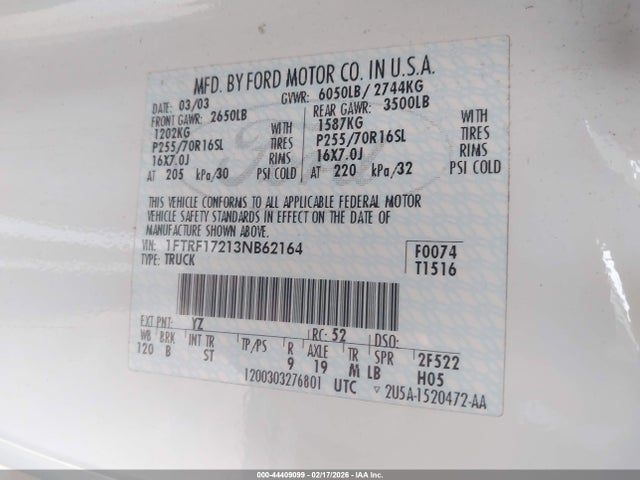 MFD. BY FORD MOTOR CO. IN U.S.A.
DATE: 03/03 GVWR: 6050LB/ 2744KG
FRONT GAWR: 2650LB REAR GAWR: 3500LB
1202KG WITH 1587KG WITH
P255/70R16SL TIRES P255/70R16SL TIRES
16X7.0J RIMS 16X7.0J RIMS
AT 205 kPa/30 PSI COLD AT 220 kPa/32 PSI COLD
THIS VEHICLE CONFORMS TO ALL APPLICABLE FEDERAL MOTOR
VEHICLE SAFETY STANDARDS IN EFFECT ON THE DATE OF
MANUFACTURE SHOWN ABOVE.
VIN: 1FTRF17213NB62164 F0074
TYPE: TRUCK T1516
EXT PNT: YZ RC: 52 DSO:
WB BRK INT TR TP/PS R AXLE TR SPR 2F522
120 B ST 9 19 M LB H05
1200303276801 UTC ▽ 2U5A-1520472-AA
000-44409099 - 02/17/2026 - IAAI.COM